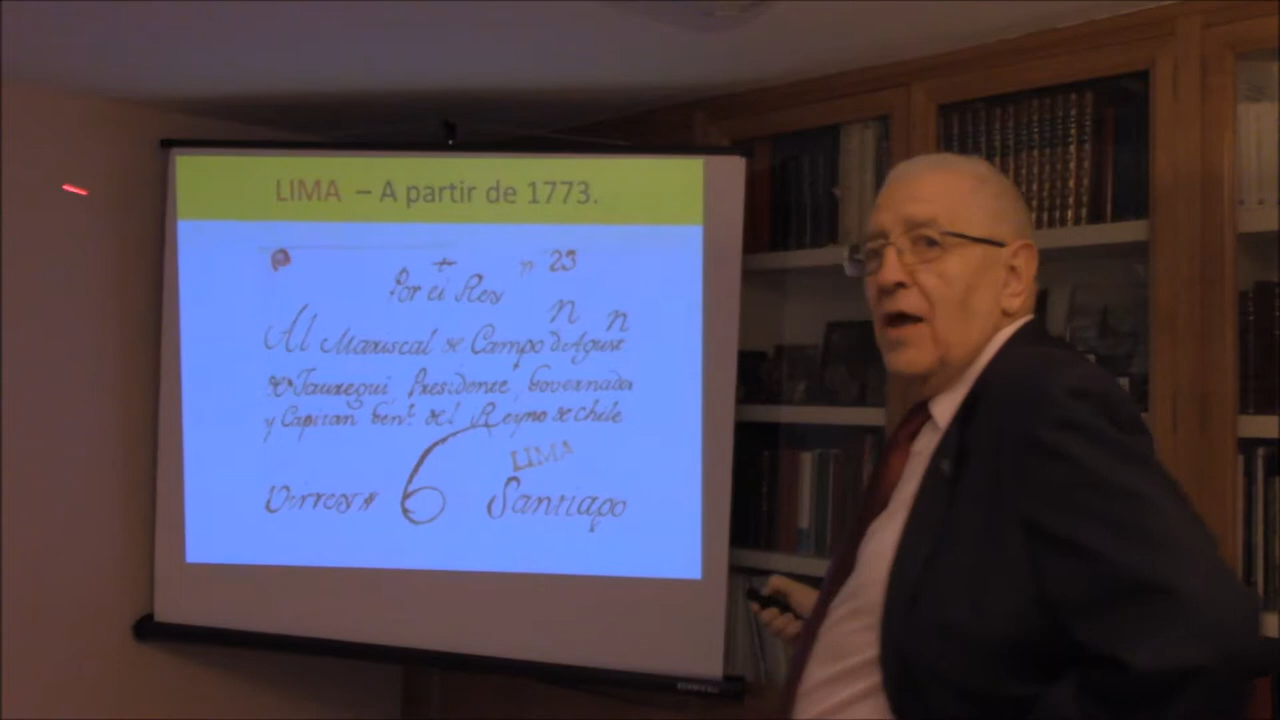 LIMA – A partir de 1773.
n 23
Por el Rey
n n
Al Mariscal de Campo Dn Agust
de Jauregui, Presidente, Governador
y Capitan Genl. del Reyno de Chile
LIMA
Virrey 6 Santiago